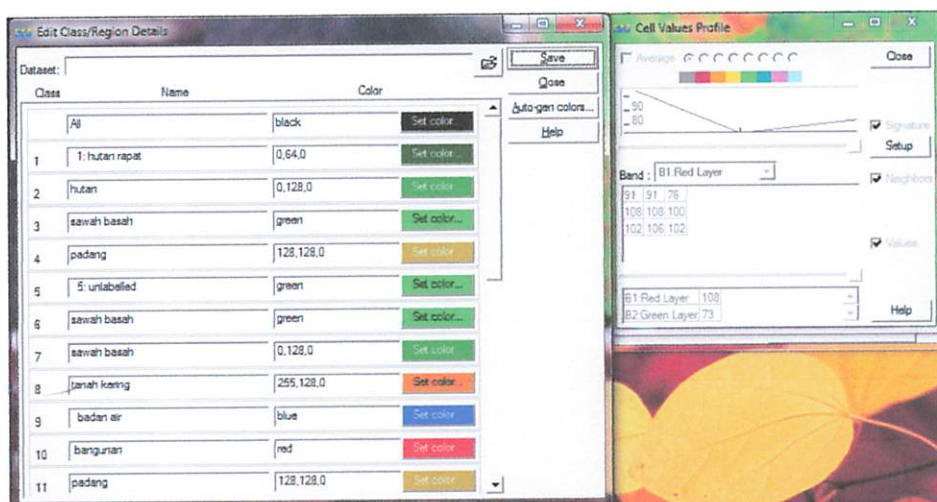 Edit Class/Region Details
Dataset:
Save
Close
Class Name Color
Auto-gen colors...
Help
All black Set color...
1 1: hutan rapat 0,64,0 Set color...
2 hutan 0,128,0 Set color...
3 sawah basah green Set color...
4 padang 128,128,0 Set color...
5 5: unlabelled green Set color...
6 sawah basah green Set color...
7 sawah basah 0,128,0 Set color...
8 tanah kering 255,128,0 Set color...
9 badan air blue Set color...
10 bangunan red Set color...
11 padang 128,128,0 Set color...
Cell Values Profile
Average
Close
90
80
Signature
Setup
Band : B1:Red Layer
Neighbors
91 91 76
108 108 100
102 106 102
Values
B1:Red Layer 108
B2:Green Layer 73
Help